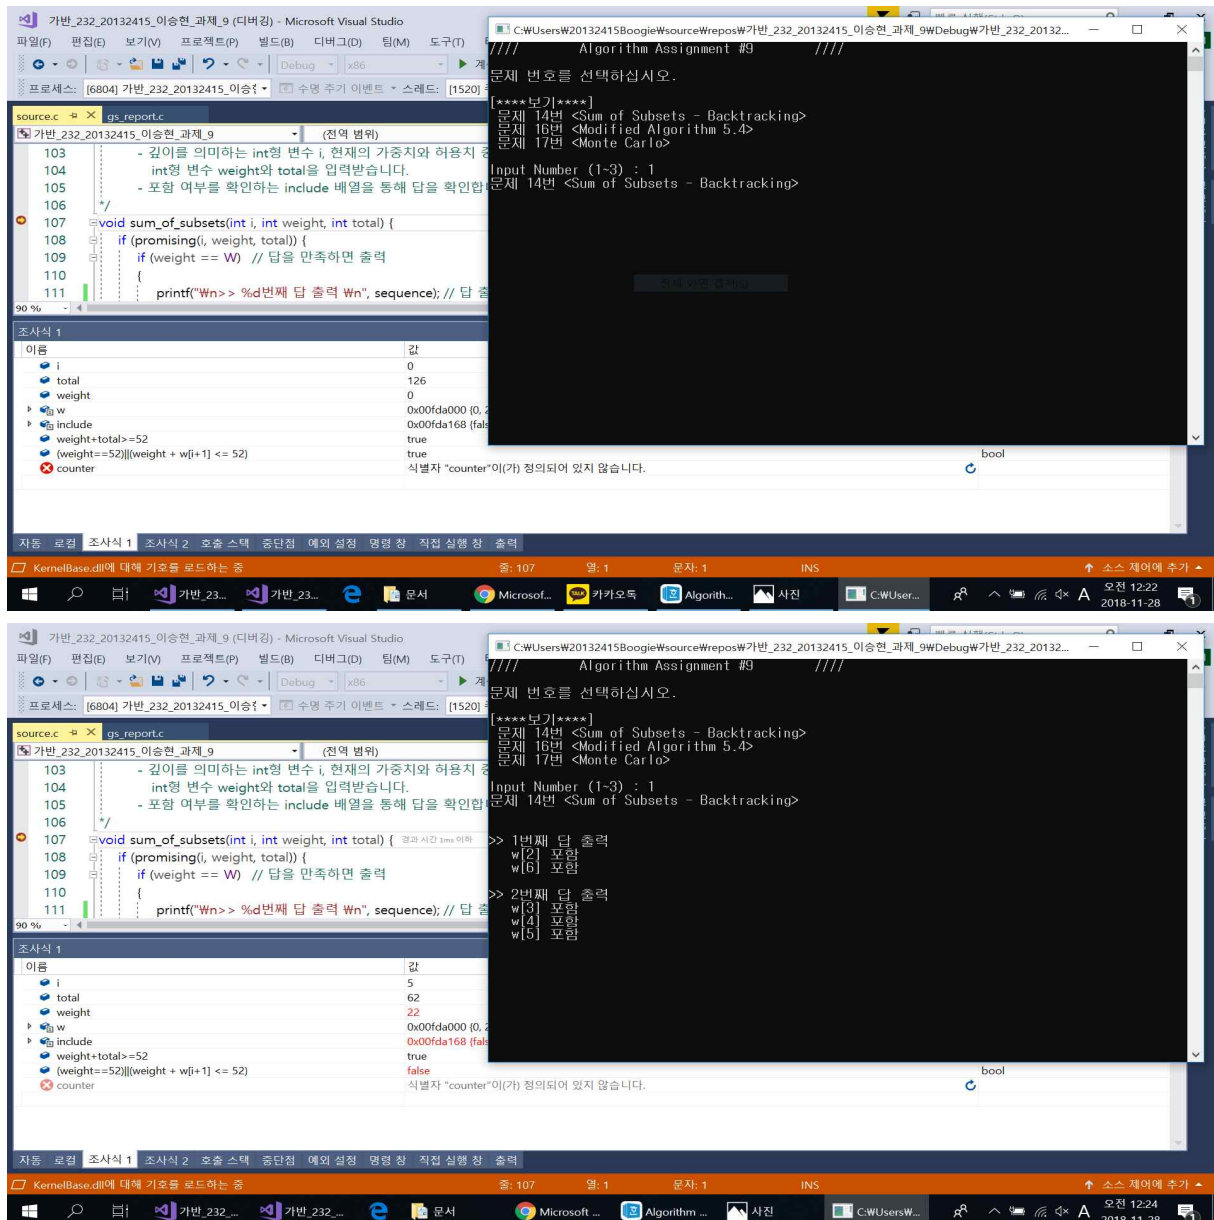 가반_232_20132415_이승현_과제_9 (디버깅) - Microsoft Visual Studio
파일(F) 편집(E) 보기(V) 프로젝트(P) 빌드(B) 디버그(D) 팀(M) 도구(T)
Debug x86
프로세스: [6804] 가반_232_20132415_이승현 수명 주기 이벤트 스레드: [1520]
source.c gs_report.c
가반_232_20132415_이승현_과제_9 (전역 범위)
103 - 깊이를 의미하는 int형 변수 i, 현재의 가중치와 허용치
104 int형 변수 weight와 total을 입력받습니다.
105 - 포함 여부를 확인하는 include 배열을 통해 답을 확인합
106 */
107 void sum_of_subsets(int i, int weight, int total) {
108 if (promising(i, weight, total)) {
109 if (weight == W) // 답을 만족하면 출력
110 {
111 printf("₩n>> %d번째 답 출력 ₩n", sequence); // 답 출
90 %
조사식 1
이름 값
i 0
total 126
weight 0
w 0x00fda000 {0, 2
include 0x00fda168 {fals
weight+total>=52 true
(weight==52)||(weight + w[i+1] <= 52) true bool
counter 식별자 "counter"이(가) 정의되어 있지 않습니다.
자동 로컬 조사식 1 조사식 2 호출 스택 중단점 예외 설정 명령 창 직접 실행 창 출력
KernelBase.dll에 대해 기호를 로드하는 중 줄: 107 열: 1 문자: 1 INS 소스 제어에 추가
가반_23... 가반_23... 문서 Microsof... 카카오톡 Algorith... 사진 C:₩User... A 오전 12:22
2018-11-28
C:₩Users₩20132415Boogie₩source₩repos₩가반_232_20132415_이승현_과제_9₩Debug₩가반_232_20132...
//// Algorithm Assignment #9 ////
문제 번호를 선택하십시오.
[****보기****]
문제 14번 <Sum of Subsets - Backtracking>
문제 16번 <Modified Algorithm 5.4>
문제 17번 <Monte Carlo>
Input Number (1~3) : 1
문제 14번 <Sum of Subsets - Backtracking>
가반_232_20132415_이승현_과제_9 (디버깅) - Microsoft Visual Studio
파일(F) 편집(E) 보기(V) 프로젝트(P) 빌드(B) 디버그(D) 팀(M) 도구(T)
Debug x86
프로세스: [6804] 가반_232_20132415_이승현 수명 주기 이벤트 스레드: [1520]
source.c gs_report.c
가반_232_20132415_이승현_과제_9 (전역 범위)
103 - 깊이를 의미하는 int형 변수 i, 현재의 가중치와 허용치
104 int형 변수 weight와 total을 입력받습니다.
105 - 포함 여부를 확인하는 include 배열을 통해 답을 확인합
106 */
107 void sum_of_subsets(int i, int weight, int total) { 경과 시간 1ms 이하
108 if (promising(i, weight, total)) {
109 if (weight == W) // 답을 만족하면 출력
110 {
111 printf("₩n>> %d번째 답 출력 ₩n", sequence); // 답 출
90 %
조사식 1
이름 값
i 5
total 62
weight 22
w 0x00fda000 {0, 2
include 0x00fda168 {fals
weight+total>=52 true
(weight==52)||(weight + w[i+1] <= 52) false bool
counter 식별자 "counter"이(가) 정의되어 있지 않습니다.
자동 로컬 조사식 1 조사식 2 호출 스택 중단점 예외 설정 명령 창 직접 실행 창 출력
KernelBase.dll에 대해 기호를 로드하는 중 줄: 107 열: 1 문자: 1 INS 소스 제어에 추가
가반_232_... 가반_232_... 문서 Microsoft ... Algorithm ... 사진 C:₩Users₩... A 오전 12:24
2018-11-28
C:₩Users₩20132415Boogie₩source₩repos₩가반_232_20132415_이승현_과제_9₩Debug₩가반_232_20132...
//// Algorithm Assignment #9 ////
문제 번호를 선택하십시오.
[****보기****]
문제 14번 <Sum of Subsets - Backtracking>
문제 16번 <Modified Algorithm 5.4>
문제 17번 <Monte Carlo>
Input Number (1~3) : 1
문제 14번 <Sum of Subsets - Backtracking>
>> 1번째 답 출력
w[2] 포함
w[6] 포함
>> 2번째 답 출력
w[3] 포함
w[4] 포함
w[5] 포함